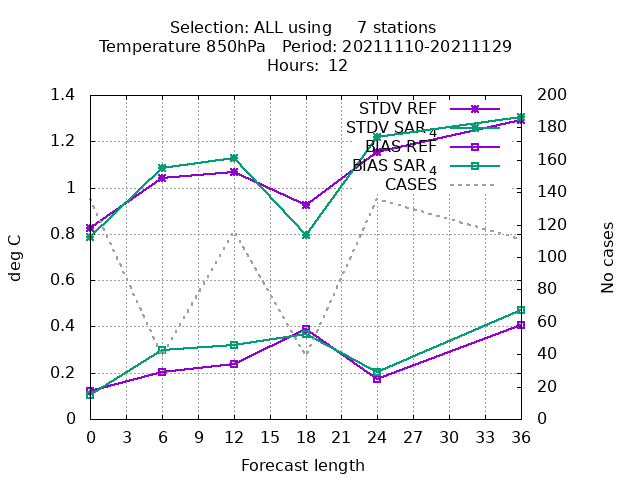 Selection: ALL using     7 stations
Temperature 850hPa   Period: 20211110-20211129
Hours:  12
1.4
1.2
1
0.8
0.6
0.4
0.2
0
deg C
STDV REF
STDV SAR4
BIAS REF
BIAS SAR4
CASES
200
180
160
140
120
100
80
60
40
20
0
No cases
0 3 6 9 12 15 18 21 24 27 30 33 36
Forecast length